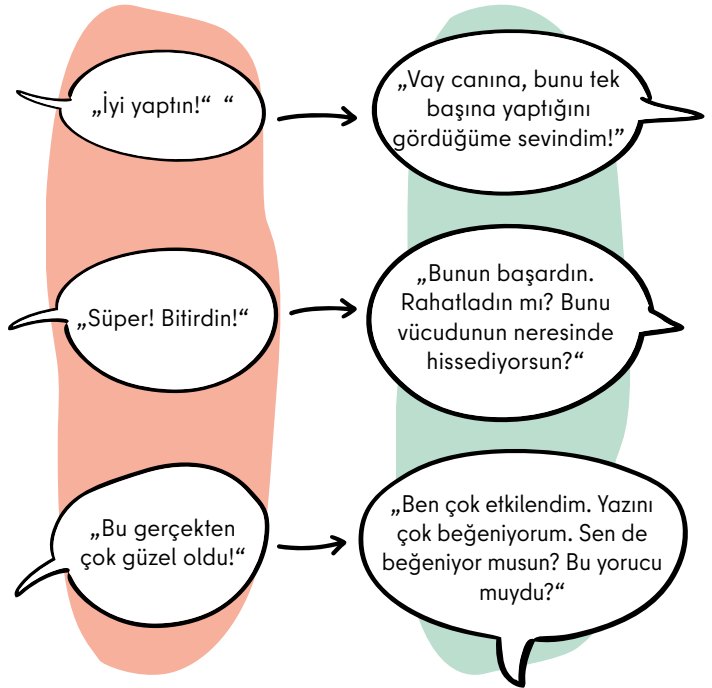 „İyi yaptın!“ “
„Vay canına, bunu tek
başına yaptığını
gördüğüme sevindim!”
„Süper! Bitirdin!“
„Bunun başardın.
Rahatladın mı? Bunu
vücudunun neresinde
hissediyorsun?“
„Bu gerçekten
çok güzel oldu!“
„Ben çok etkilendim. Yazını
çok beğeniyorum. Sen de
beğeniyor musun? Bu yorucu
muydu?“